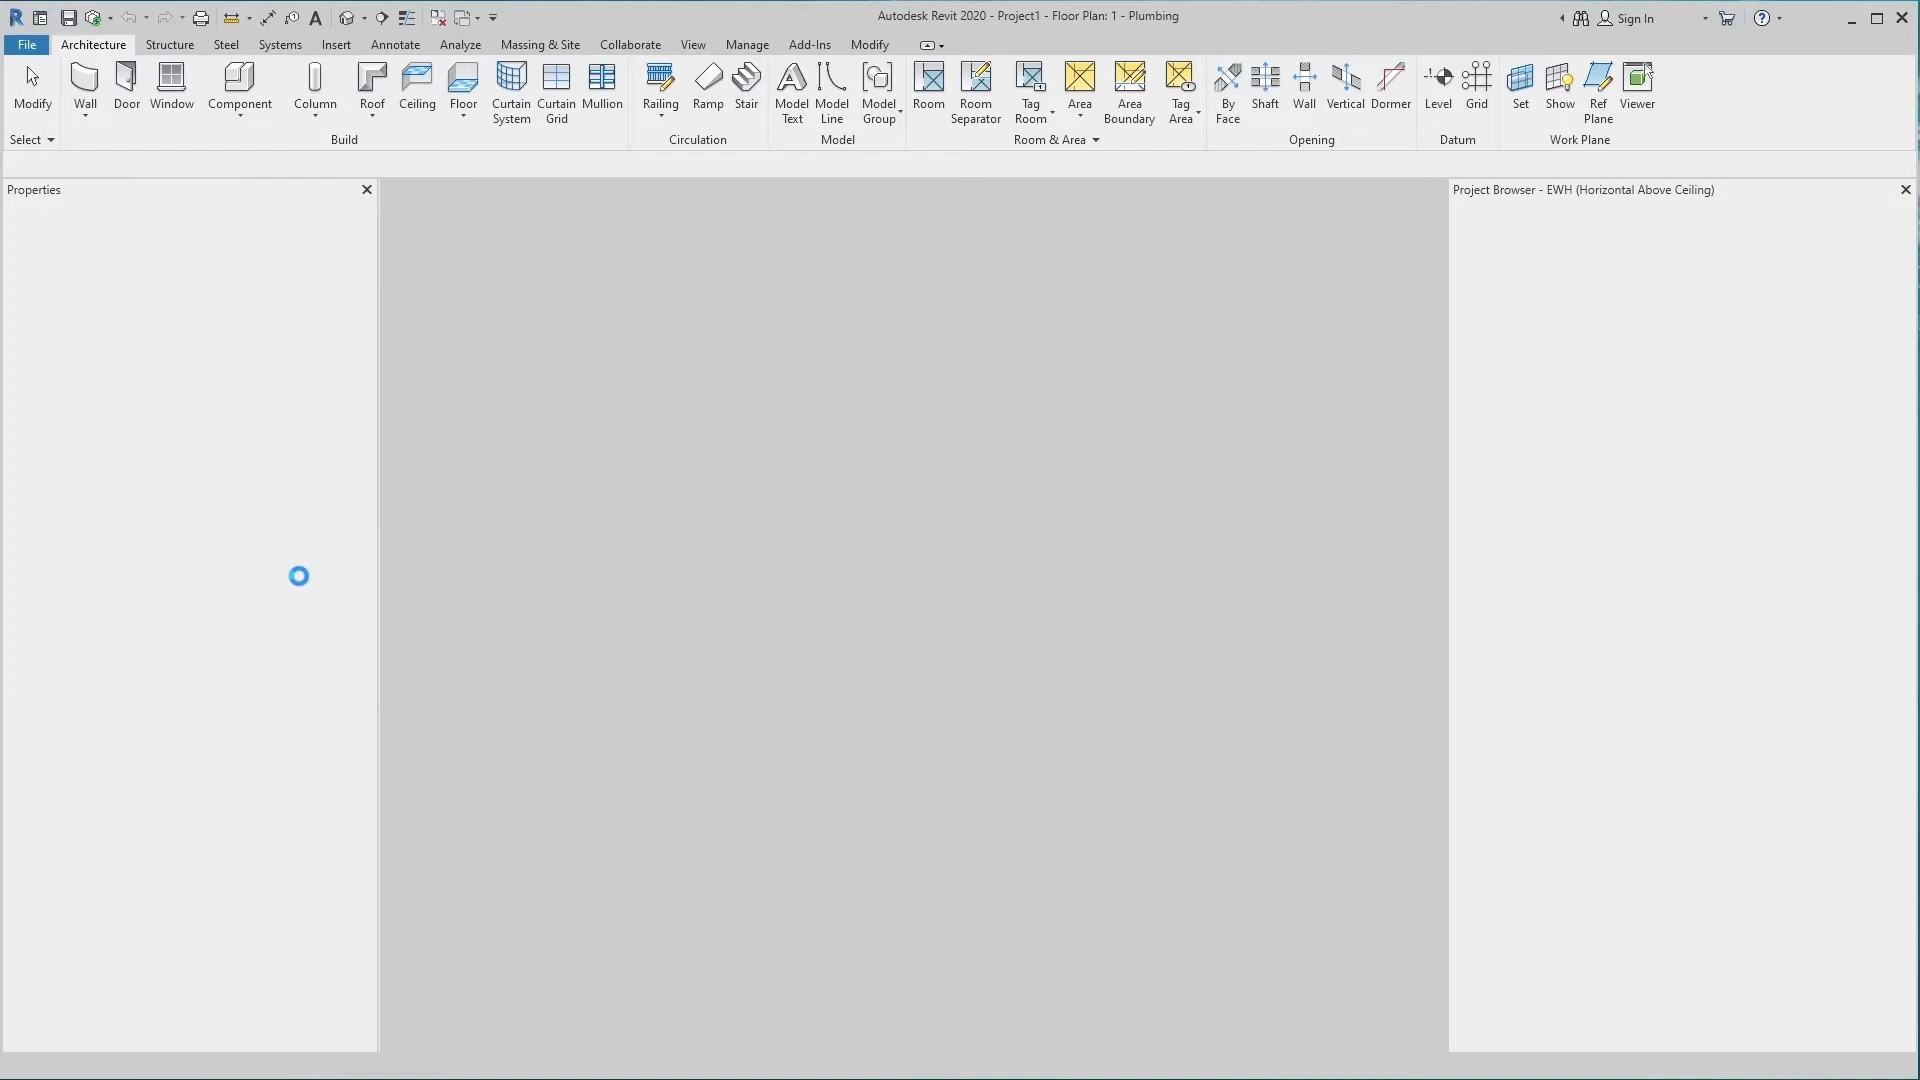 Autodesk Revit 2020 - Project1 - Floor Plan: 1 - Plumbing
Sign In
File Architecture Structure Steel Systems Insert Annotate Analyze Massing & Site Collaborate View Manage Add-Ins Modify
Modify Wall Door Window Component Column Roof Ceiling Floor Curtain System Curtain Grid Mullion Railing Ramp Stair Model Text Model Line Model Group Room Room Separator Tag Room Area Area Boundary Tag Area By Face Shaft Wall Vertical Dormer Level Grid Set Show Ref Plane Viewer
Select Build Circulation Model Room & Area Opening Datum Work Plane
Properties
Project Browser - EWH (Horizontal Above Ceiling)